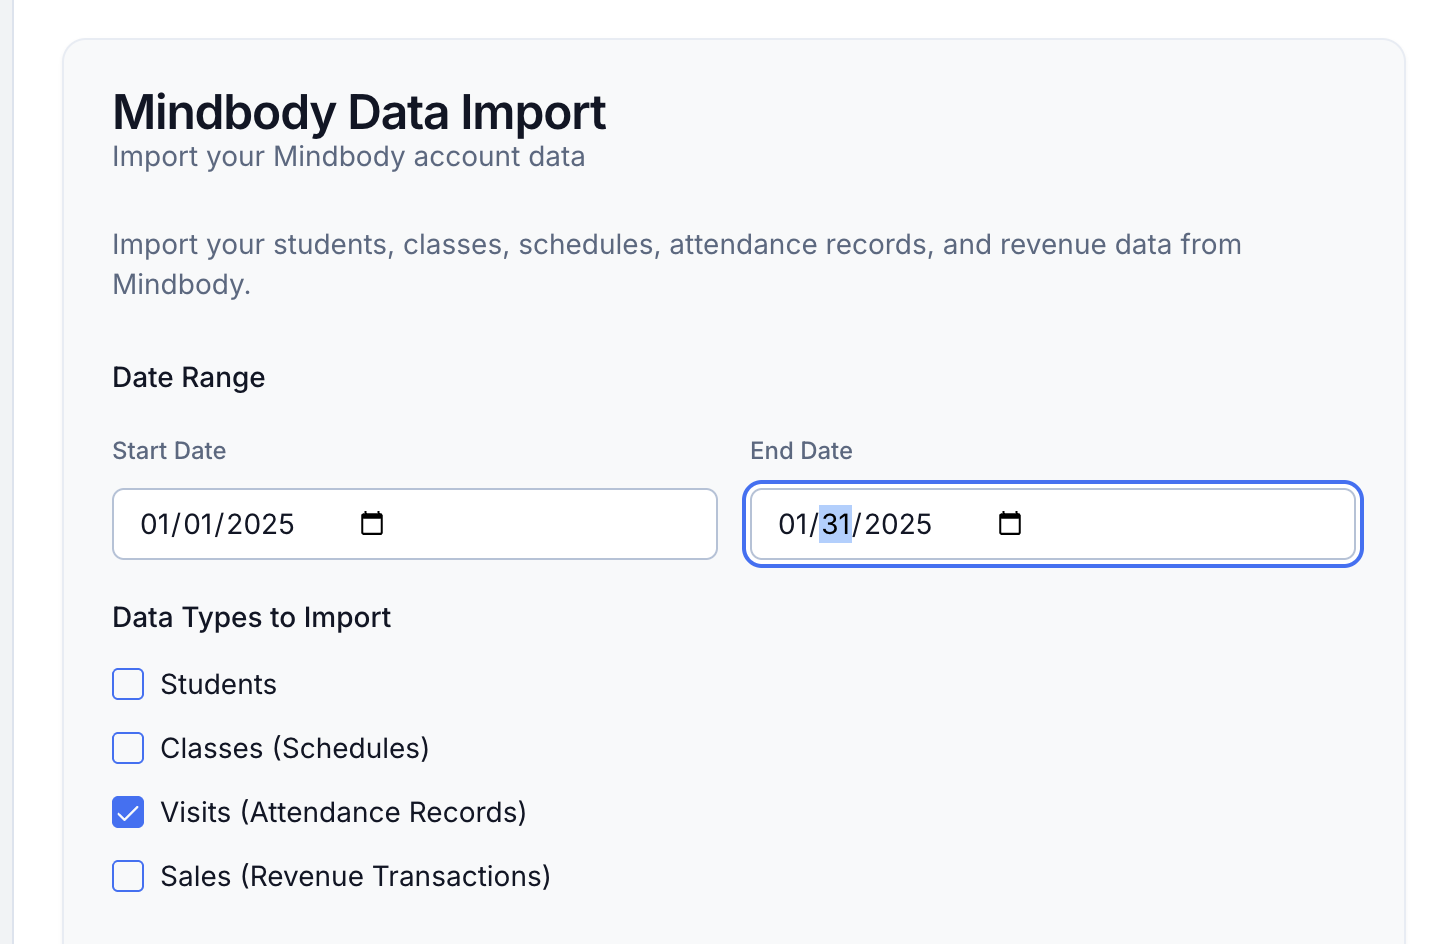 Mindbody Data Import
Import your Mindbody account data
Import your students, classes, schedules, attendance records, and revenue data from
Mindbody.
Date Range
Start Date
End Date
01/01/2025
01/31/2025
Data Types to Import
Students
Classes (Schedules)
Visits (Attendance Records)
Sales (Revenue Transactions)